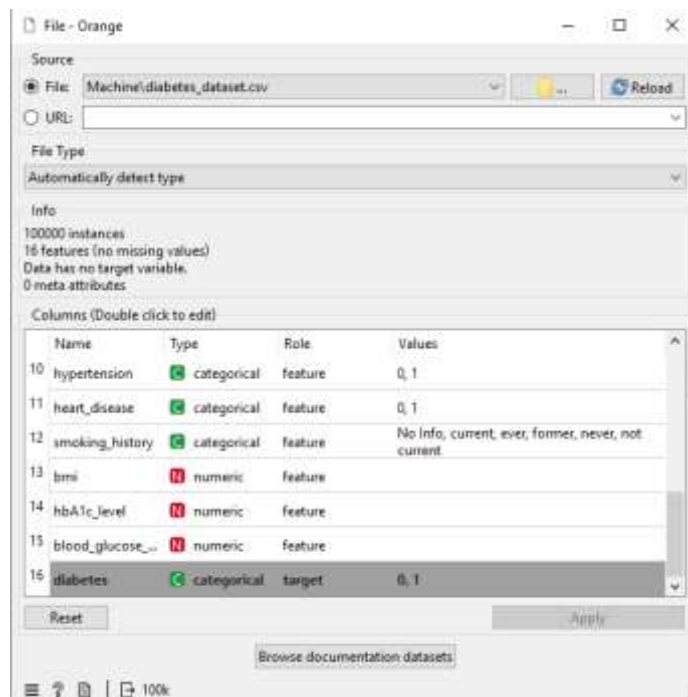 File - Orange
Source
File: Machine\diabetes_dataset.csv ... Reload
URL:
File Type
Automatically detect type
Info
100000 instances
16 features (no missing values)
Data has no target variable.
0 meta attributes
Columns (Double click to edit)
Name Type Role Values
10 hypertension C categorical feature 0, 1
11 heart_disease C categorical feature 0, 1
12 smoking_history C categorical feature No Info, current, ever, former, never, not
current
13 bmi N numeric feature
14 hbA1c_level N numeric feature
15 blood_glucose_... N numeric feature
16 diabetes C categorical target 0, 1
Reset Apply
Browse documentation datasets
? 100k